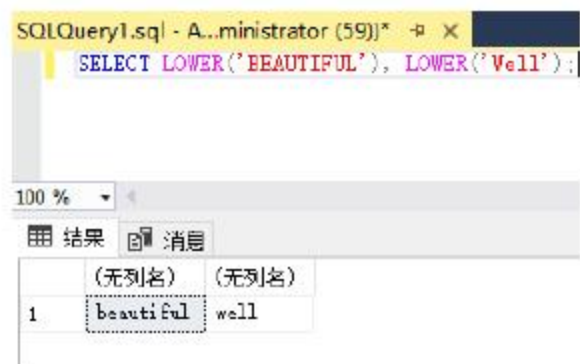 SQLQuery1.sql - A...ministrator (59))*
SELECT LOWER('BEAUTIFUL'), LOWER('Well');
100 %
结果 消息
(无列名) (无列名)
1 beautiful well